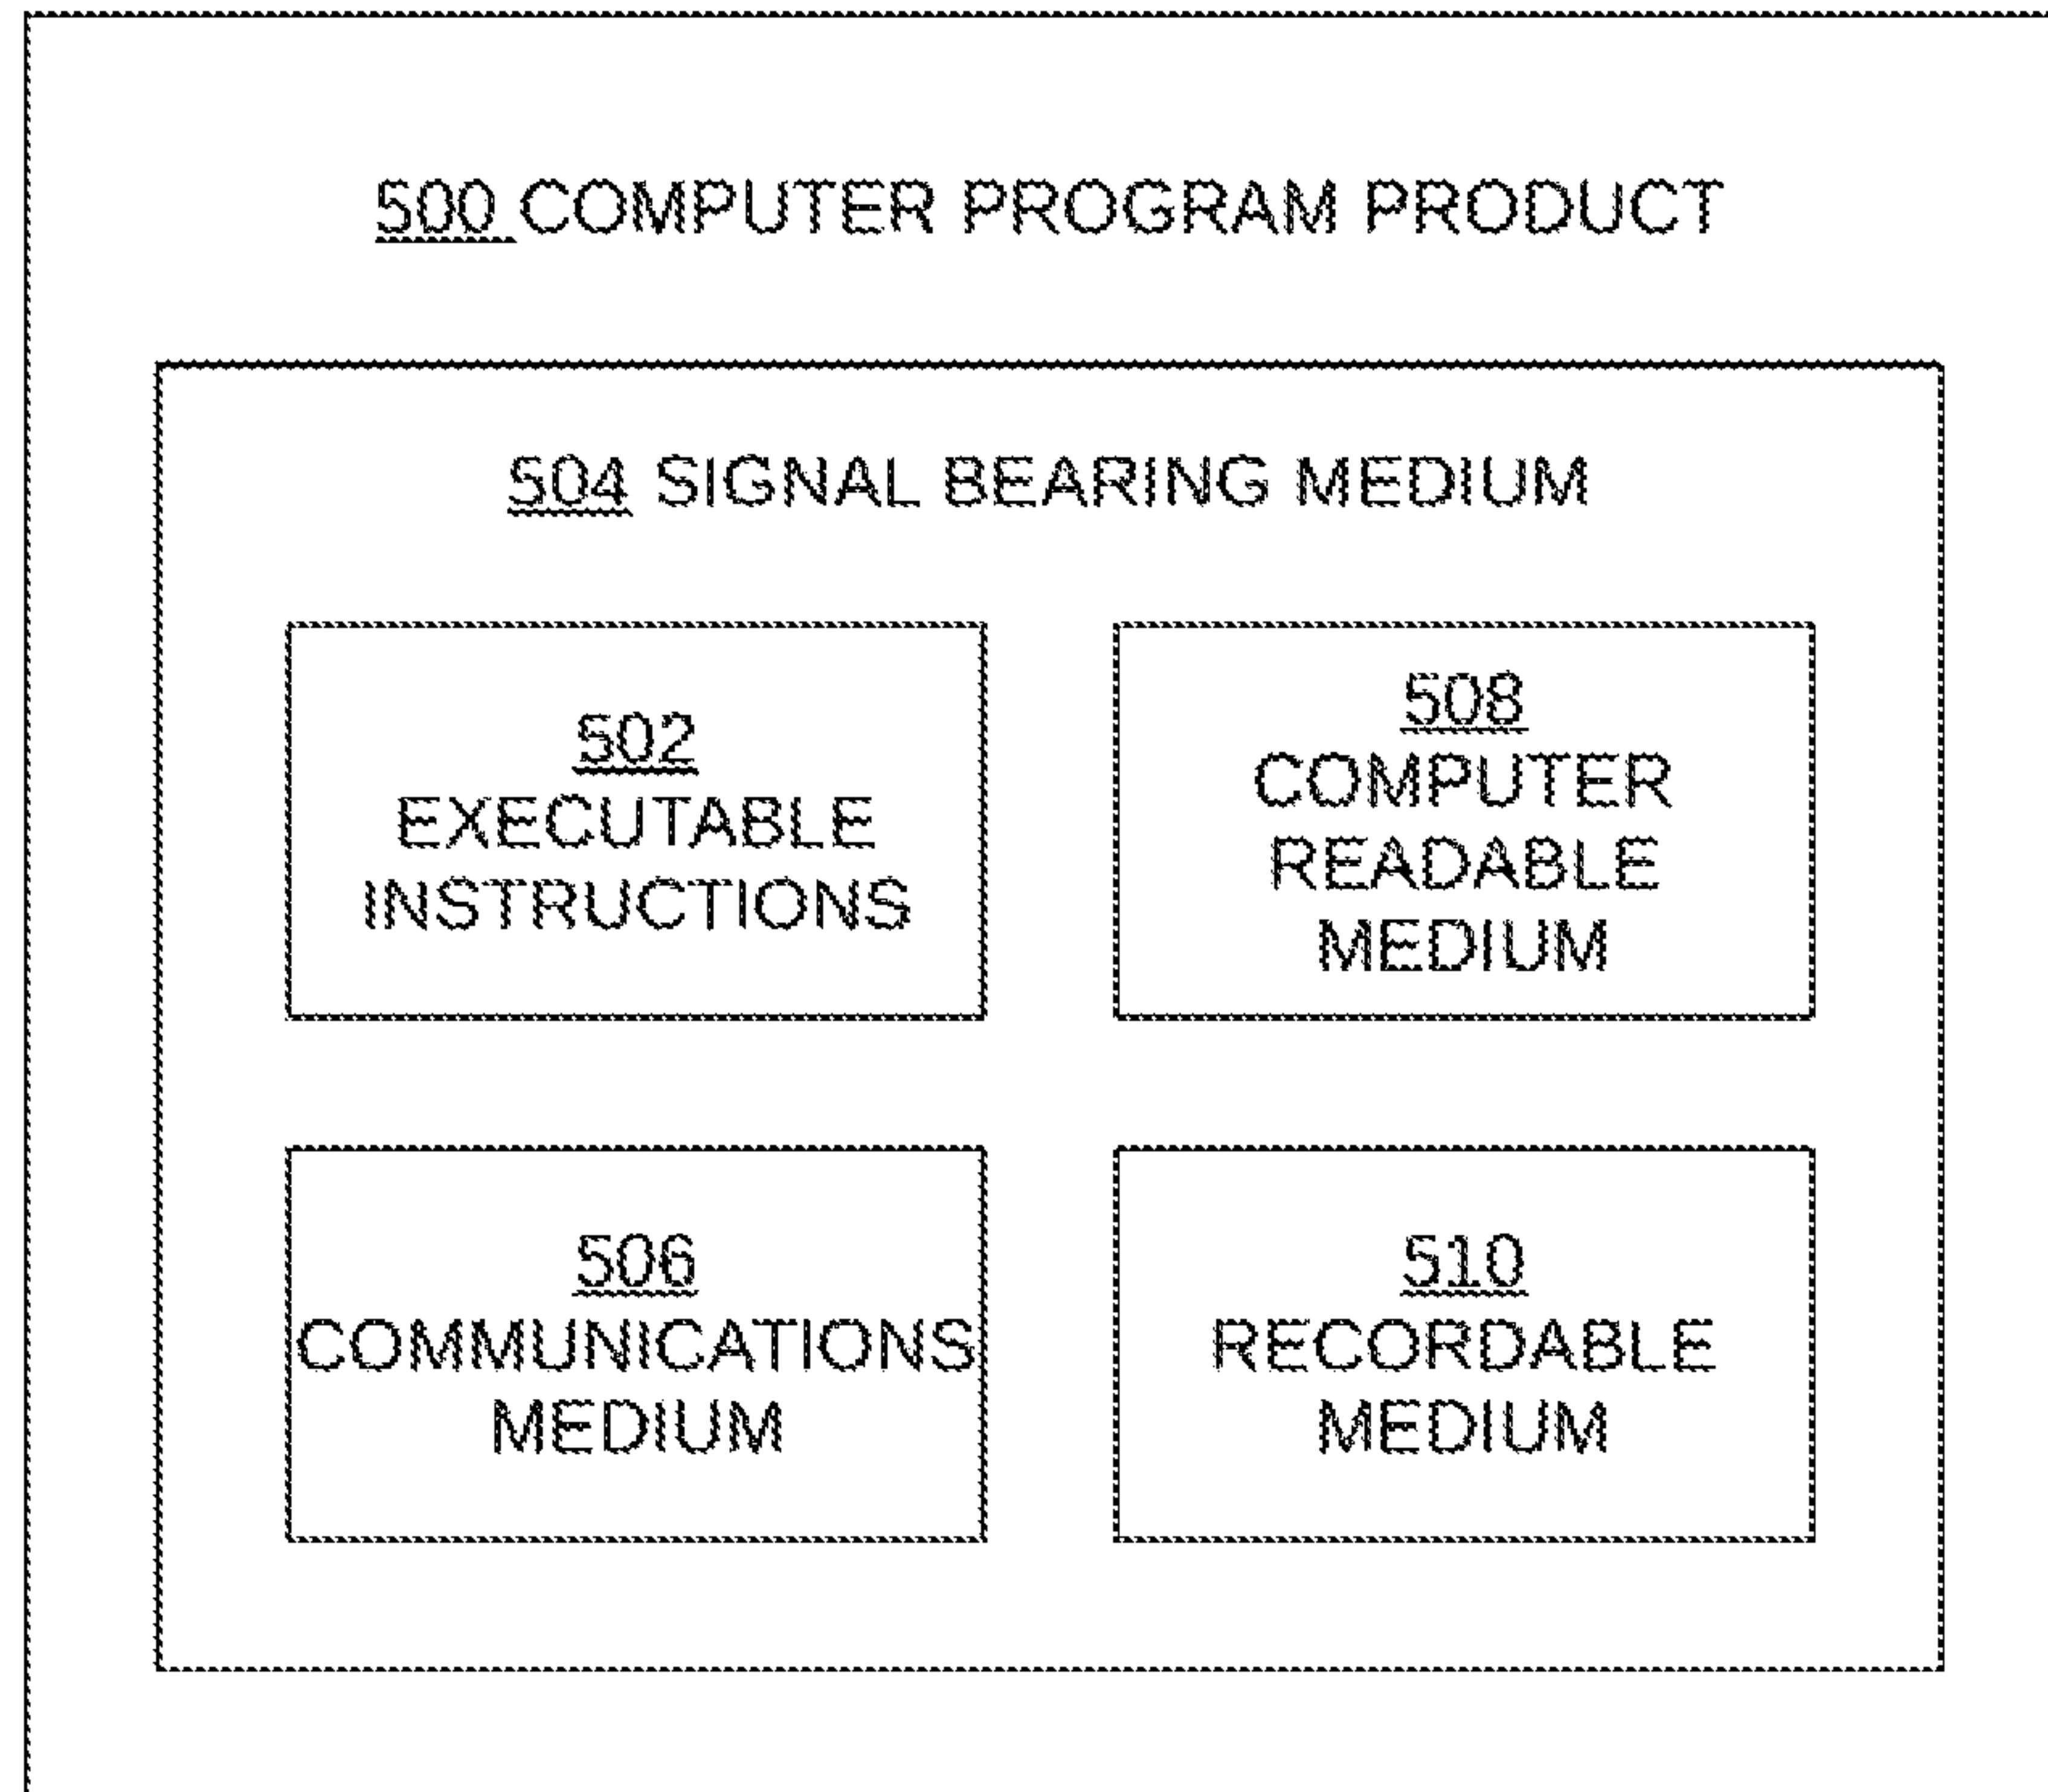 500 COMPUTER PROGRAM PRODUCT
504 SIGNAL BEARING MEDIUM
502
EXECUTABLE
INSTRUCTIONS
508
COMPUTER
READABLE
MEDIUM
506
COMMUNICATIONS
MEDIUM
510
RECORDABLE
MEDIUM